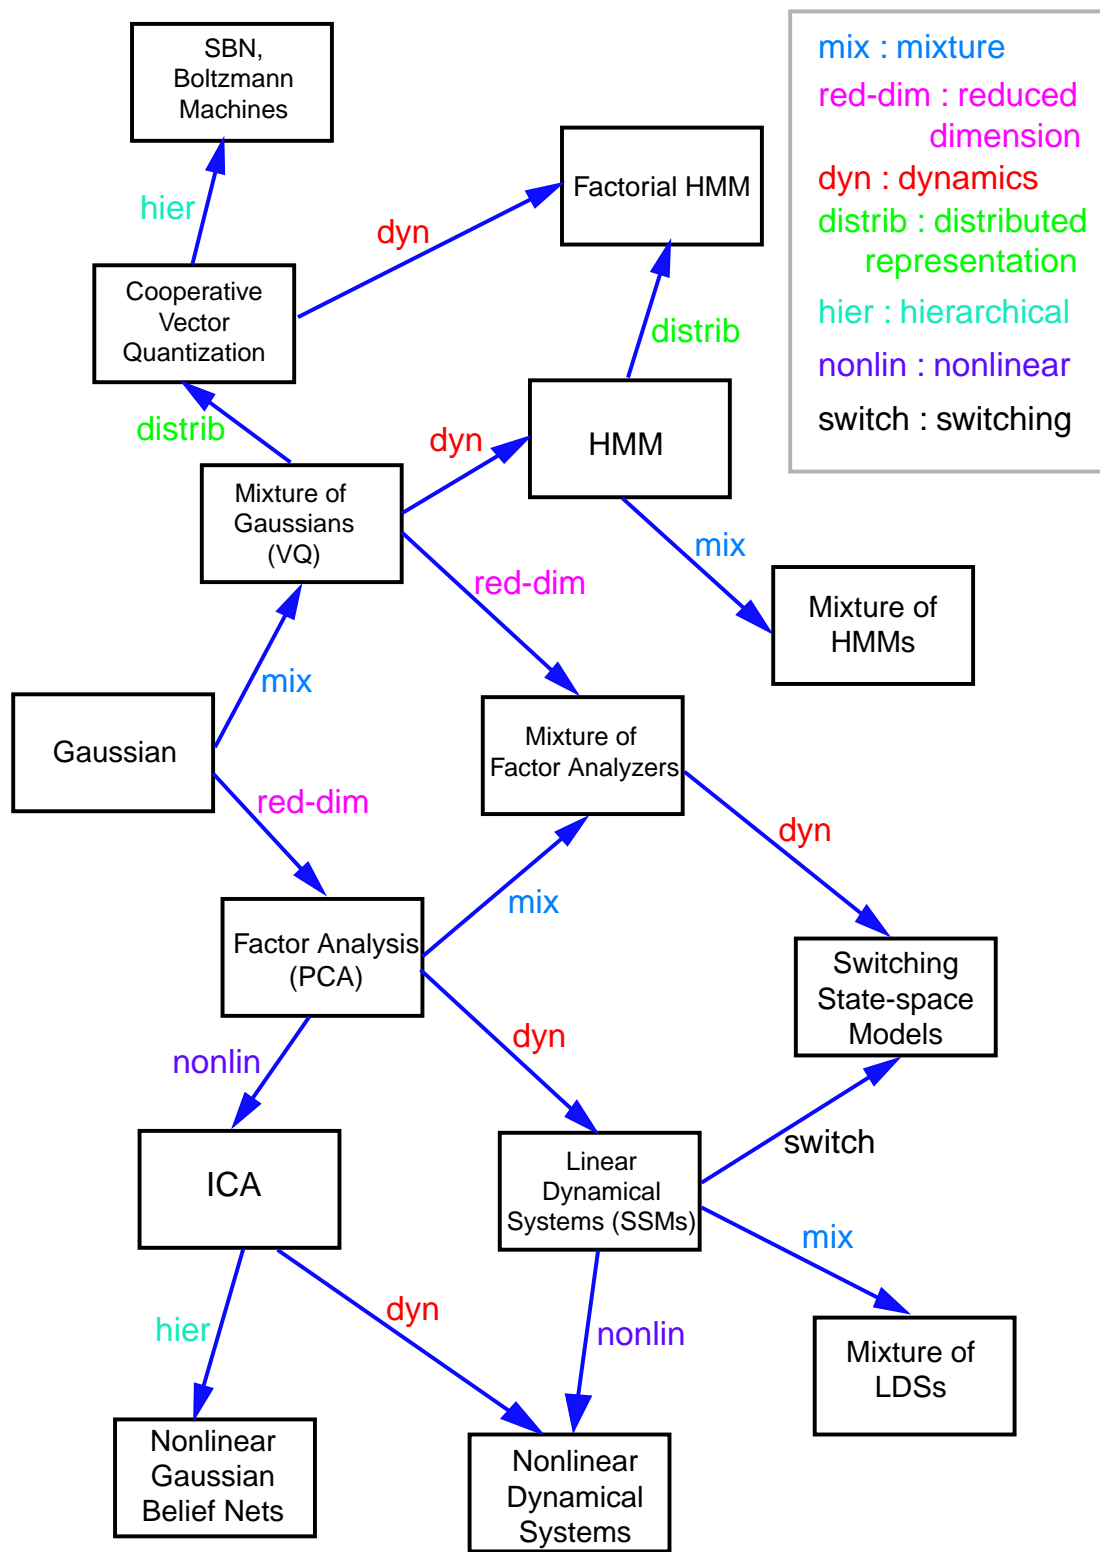 SBN,
Boltzmann
Machines
mix : mixture
red-dim : reduced
dimension
dyn : dynamics
distrib : distributed
representation
hier : hierarchical
nonlin : nonlinear
switch : switching
hier
dyn
Factorial HMM
Cooperative
Vector
Quantization
distrib
distrib
dyn
HMM
Mixture of
Gaussians
(VQ)
mix
red-dim
Mixture of
HMMs
mix
Gaussian
Mixture of
Factor Analyzers
red-dim
dyn
mix
Factor Analysis
(PCA)
Switching
State-space
Models
nonlin
dyn
switch
ICA
Linear
Dynamical
Systems (SSMs)
mix
hier
dyn
nonlin
Mixture of
LDSs
Nonlinear
Gaussian
Belief Nets
Nonlinear
Dynamical
Systems